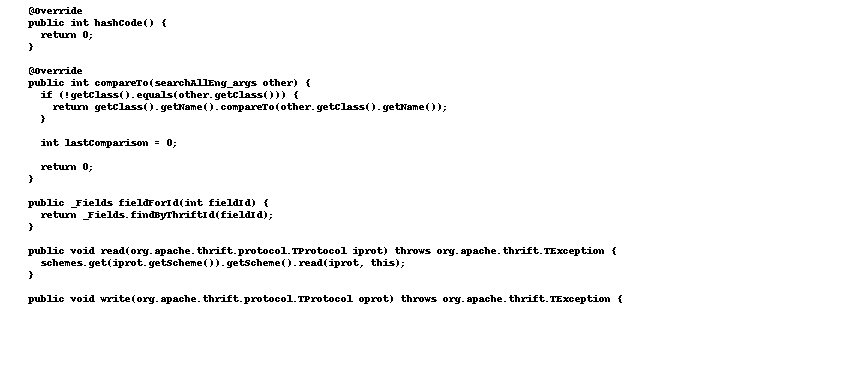 @Override
public int hashCode() {
return 0;
}
@Override
public int compareTo(searchAllEng_args other) {
if (!getClass().equals(other.getClass())) {
return getClass().getName().compareTo(other.getClass().getName());
}
int lastComparison = 0;
return 0;
}
public _Fields fieldForId(int fieldId) {
return _Fields.findByThriftId(fieldId);
}
public void read(org.apache.thrift.protocol.TProtocol iprot) throws org.apache.thrift.TException {
schemes.get(iprot.getScheme()).getScheme().read(iprot, this);
}
public void write(org.apache.thrift.protocol.TProtocol oprot) throws org.apache.thrift.TException {